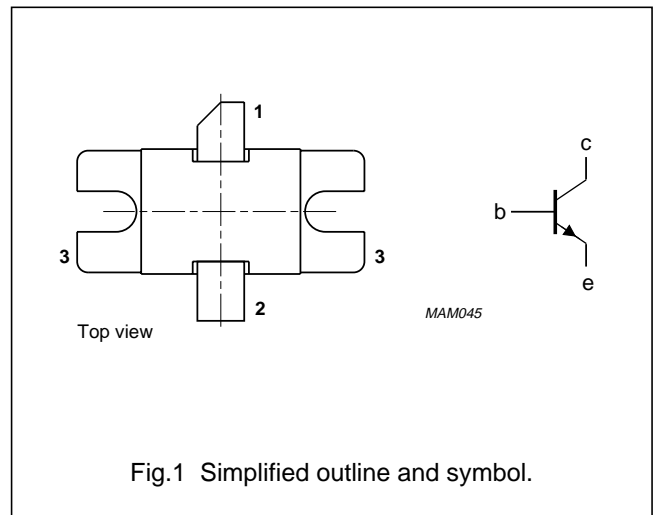 1
c
b
3
3
e
2
MAM045
Top view
Fig.1 Simplified outline and symbol.